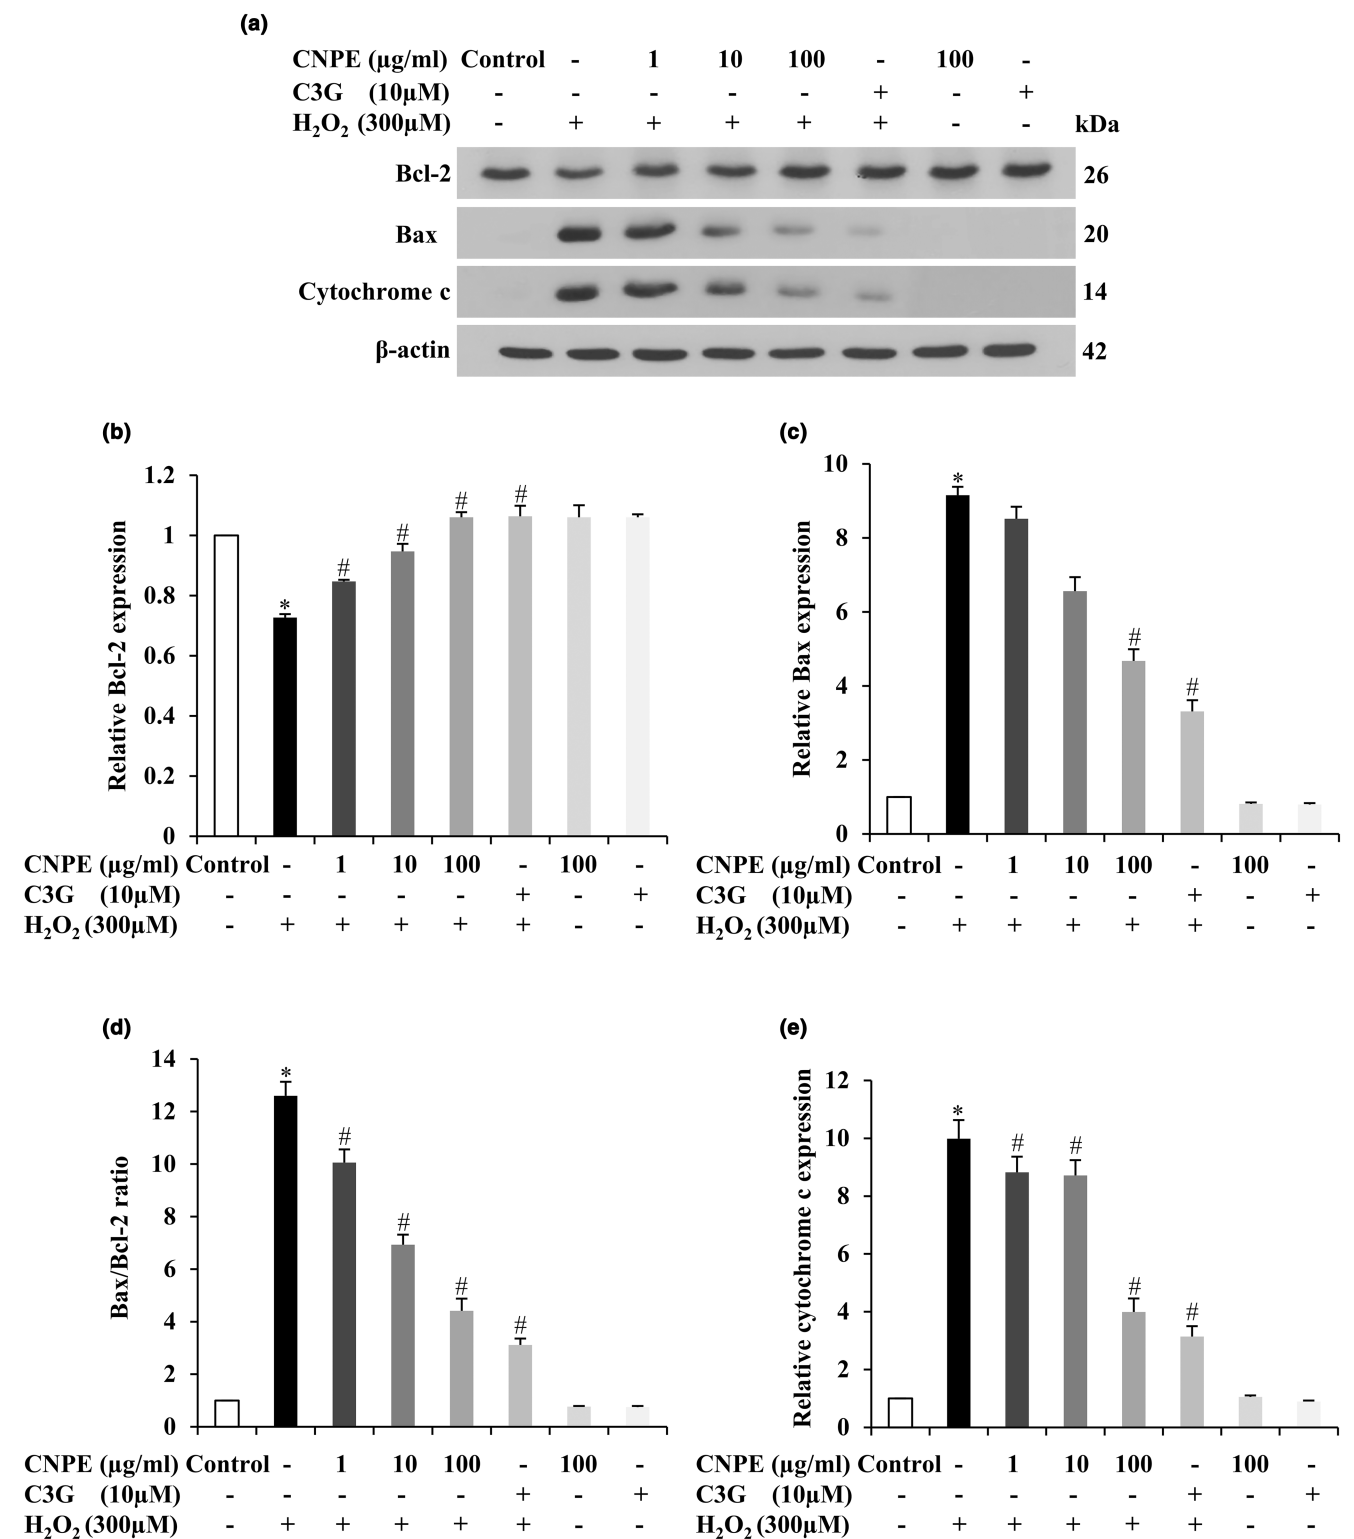 (a)
CNPE (µg/ml) Control - 1 10 100 - 100 -
C3G (10µM) - - - - - + - +
H₂O₂ (300µM) - + + + + + - - kDa
Bcl-2 26
Bax 20
Cytochrome c 14
β-actin 42
(b)
Relative Bcl-2 expression
1.2
1
0.8
0.6
0.4
0.2
0
* # # # # #
CNPE (µg/ml) Control - 1 10 100 - 100 -
C3G (10µM) - - - - - + - +
H₂O₂ (300µM) - + + + + + - -
(c)
Relative Bax expression
10
8
6
4
2
0
* # #
CNPE (µg/ml) Control - 1 10 100 - 100 -
C3G (10µM) - - - - - + - +
H₂O₂ (300µM) - + + + + + - -
(d)
Bax/Bcl-2 ratio
14
12
10
8
6
4
2
0
* # # # #
CNPE (µg/ml) Control - 1 10 100 - 100 -
C3G (10µM) - - - - - + - +
H₂O₂ (300µM) - + + + + + - -
(e)
Relative cytochrome c expression
12
10
8
6
4
2
0
* # # # #
CNPE (µg/ml) Control - 1 10 100 - 100 -
C3G (10µM) - - - - - + - +
H₂O₂ (300µM) - + + + + + - -